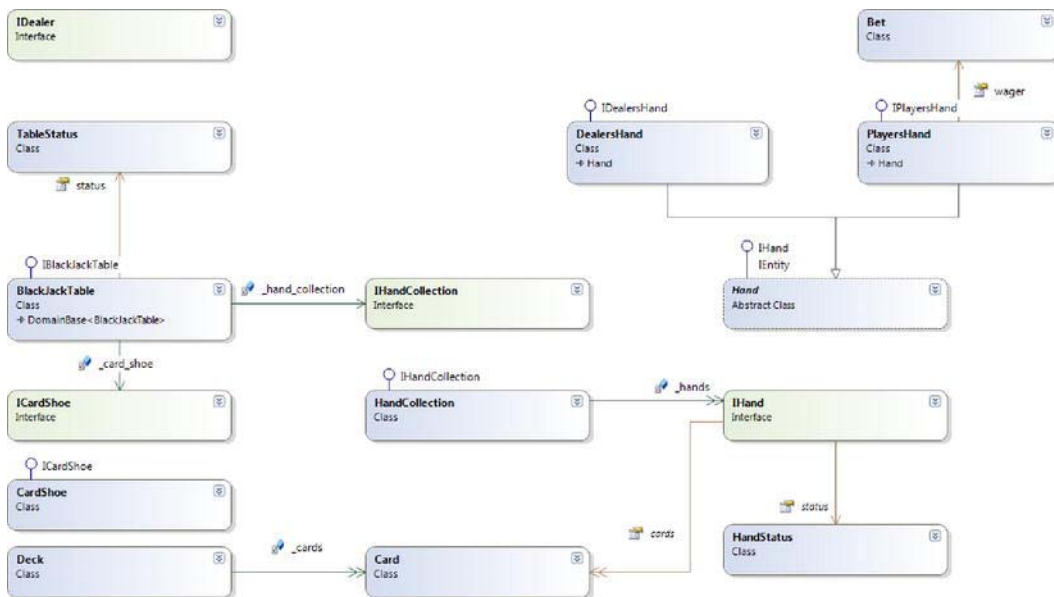 IDealer
Interface
Bet
Class
wager
IDealersHand
IPlayersHand
TableStatus
Class
DealersHand
Class
Hand
PlayersHand
Class
Hand
status
IBlackJackTable
IHand
IEntity
BlackJackTable
Class
DomainBase<BlackJackTable>
_hand_collection
IHandCollection
Interface
Hand
Abstract Class
_card_shoe
IHandCollection
_hands
ICardShoe
Interface
HandCollection
Class
IHand
Interface
ICardShoe
CardShoe
Class
status
cards
Deck
Class
_cards
Card
Class
HandStatus
Class